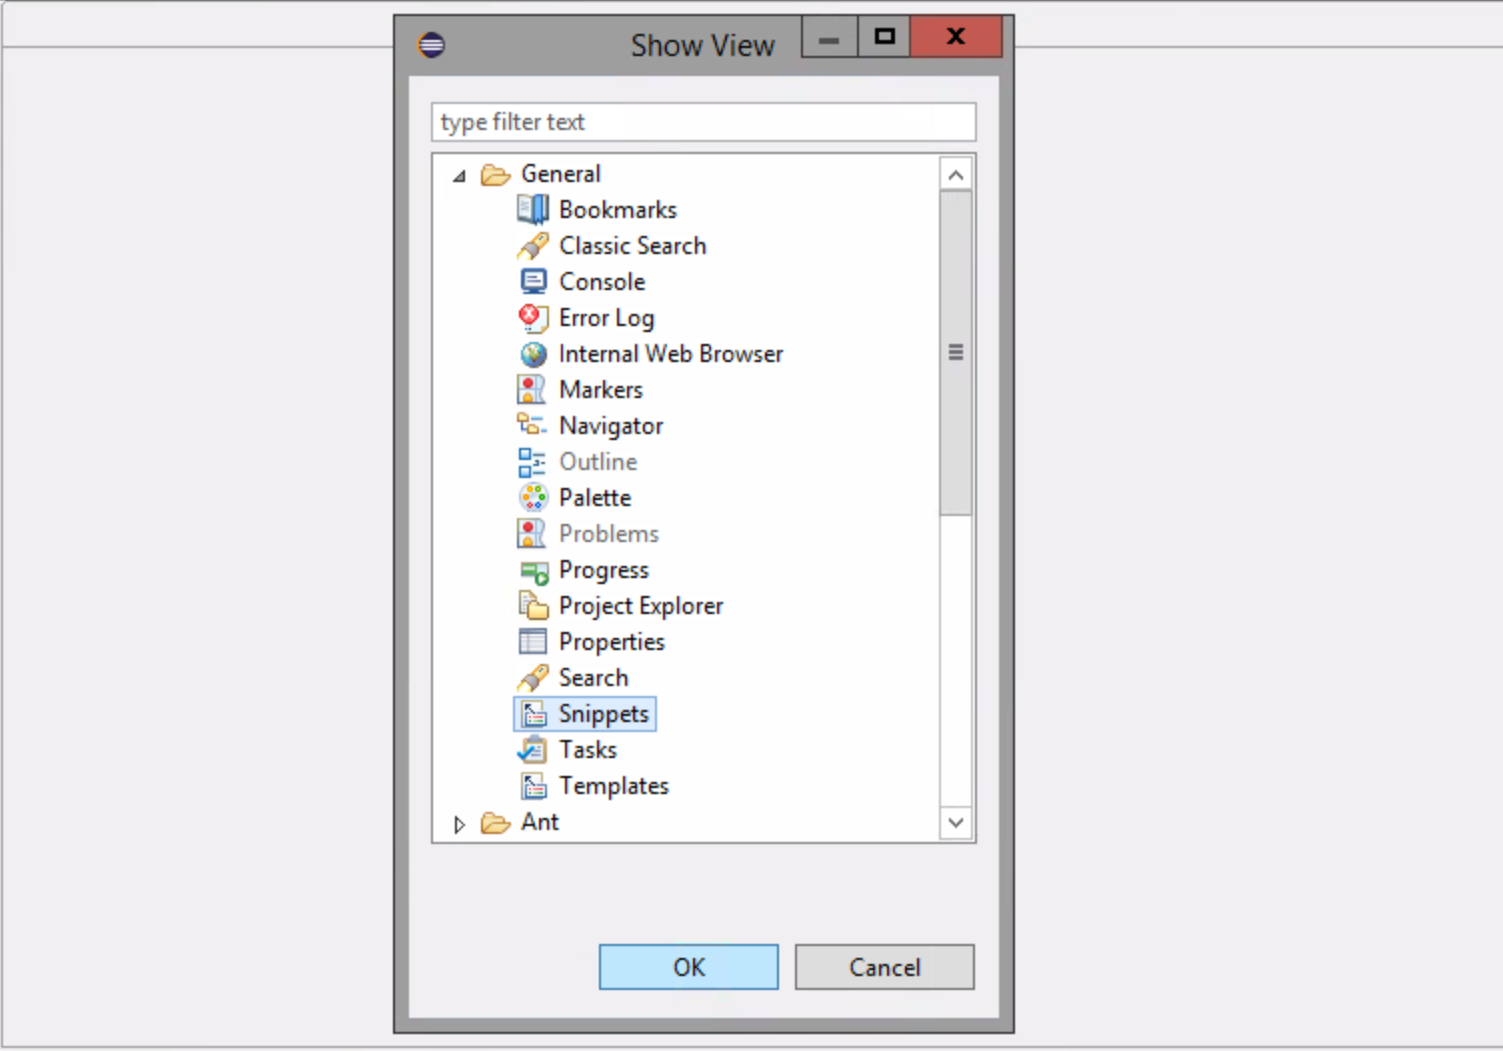 Show View
type filter text
General
Bookmarks
Classic Search
Console
Error Log
Internal Web Browser
Markers
Navigator
Outline
Palette
Problems
Progress
Project Explorer
Properties
Search
Snippets
Tasks
Templates
Ant
OK
Cancel